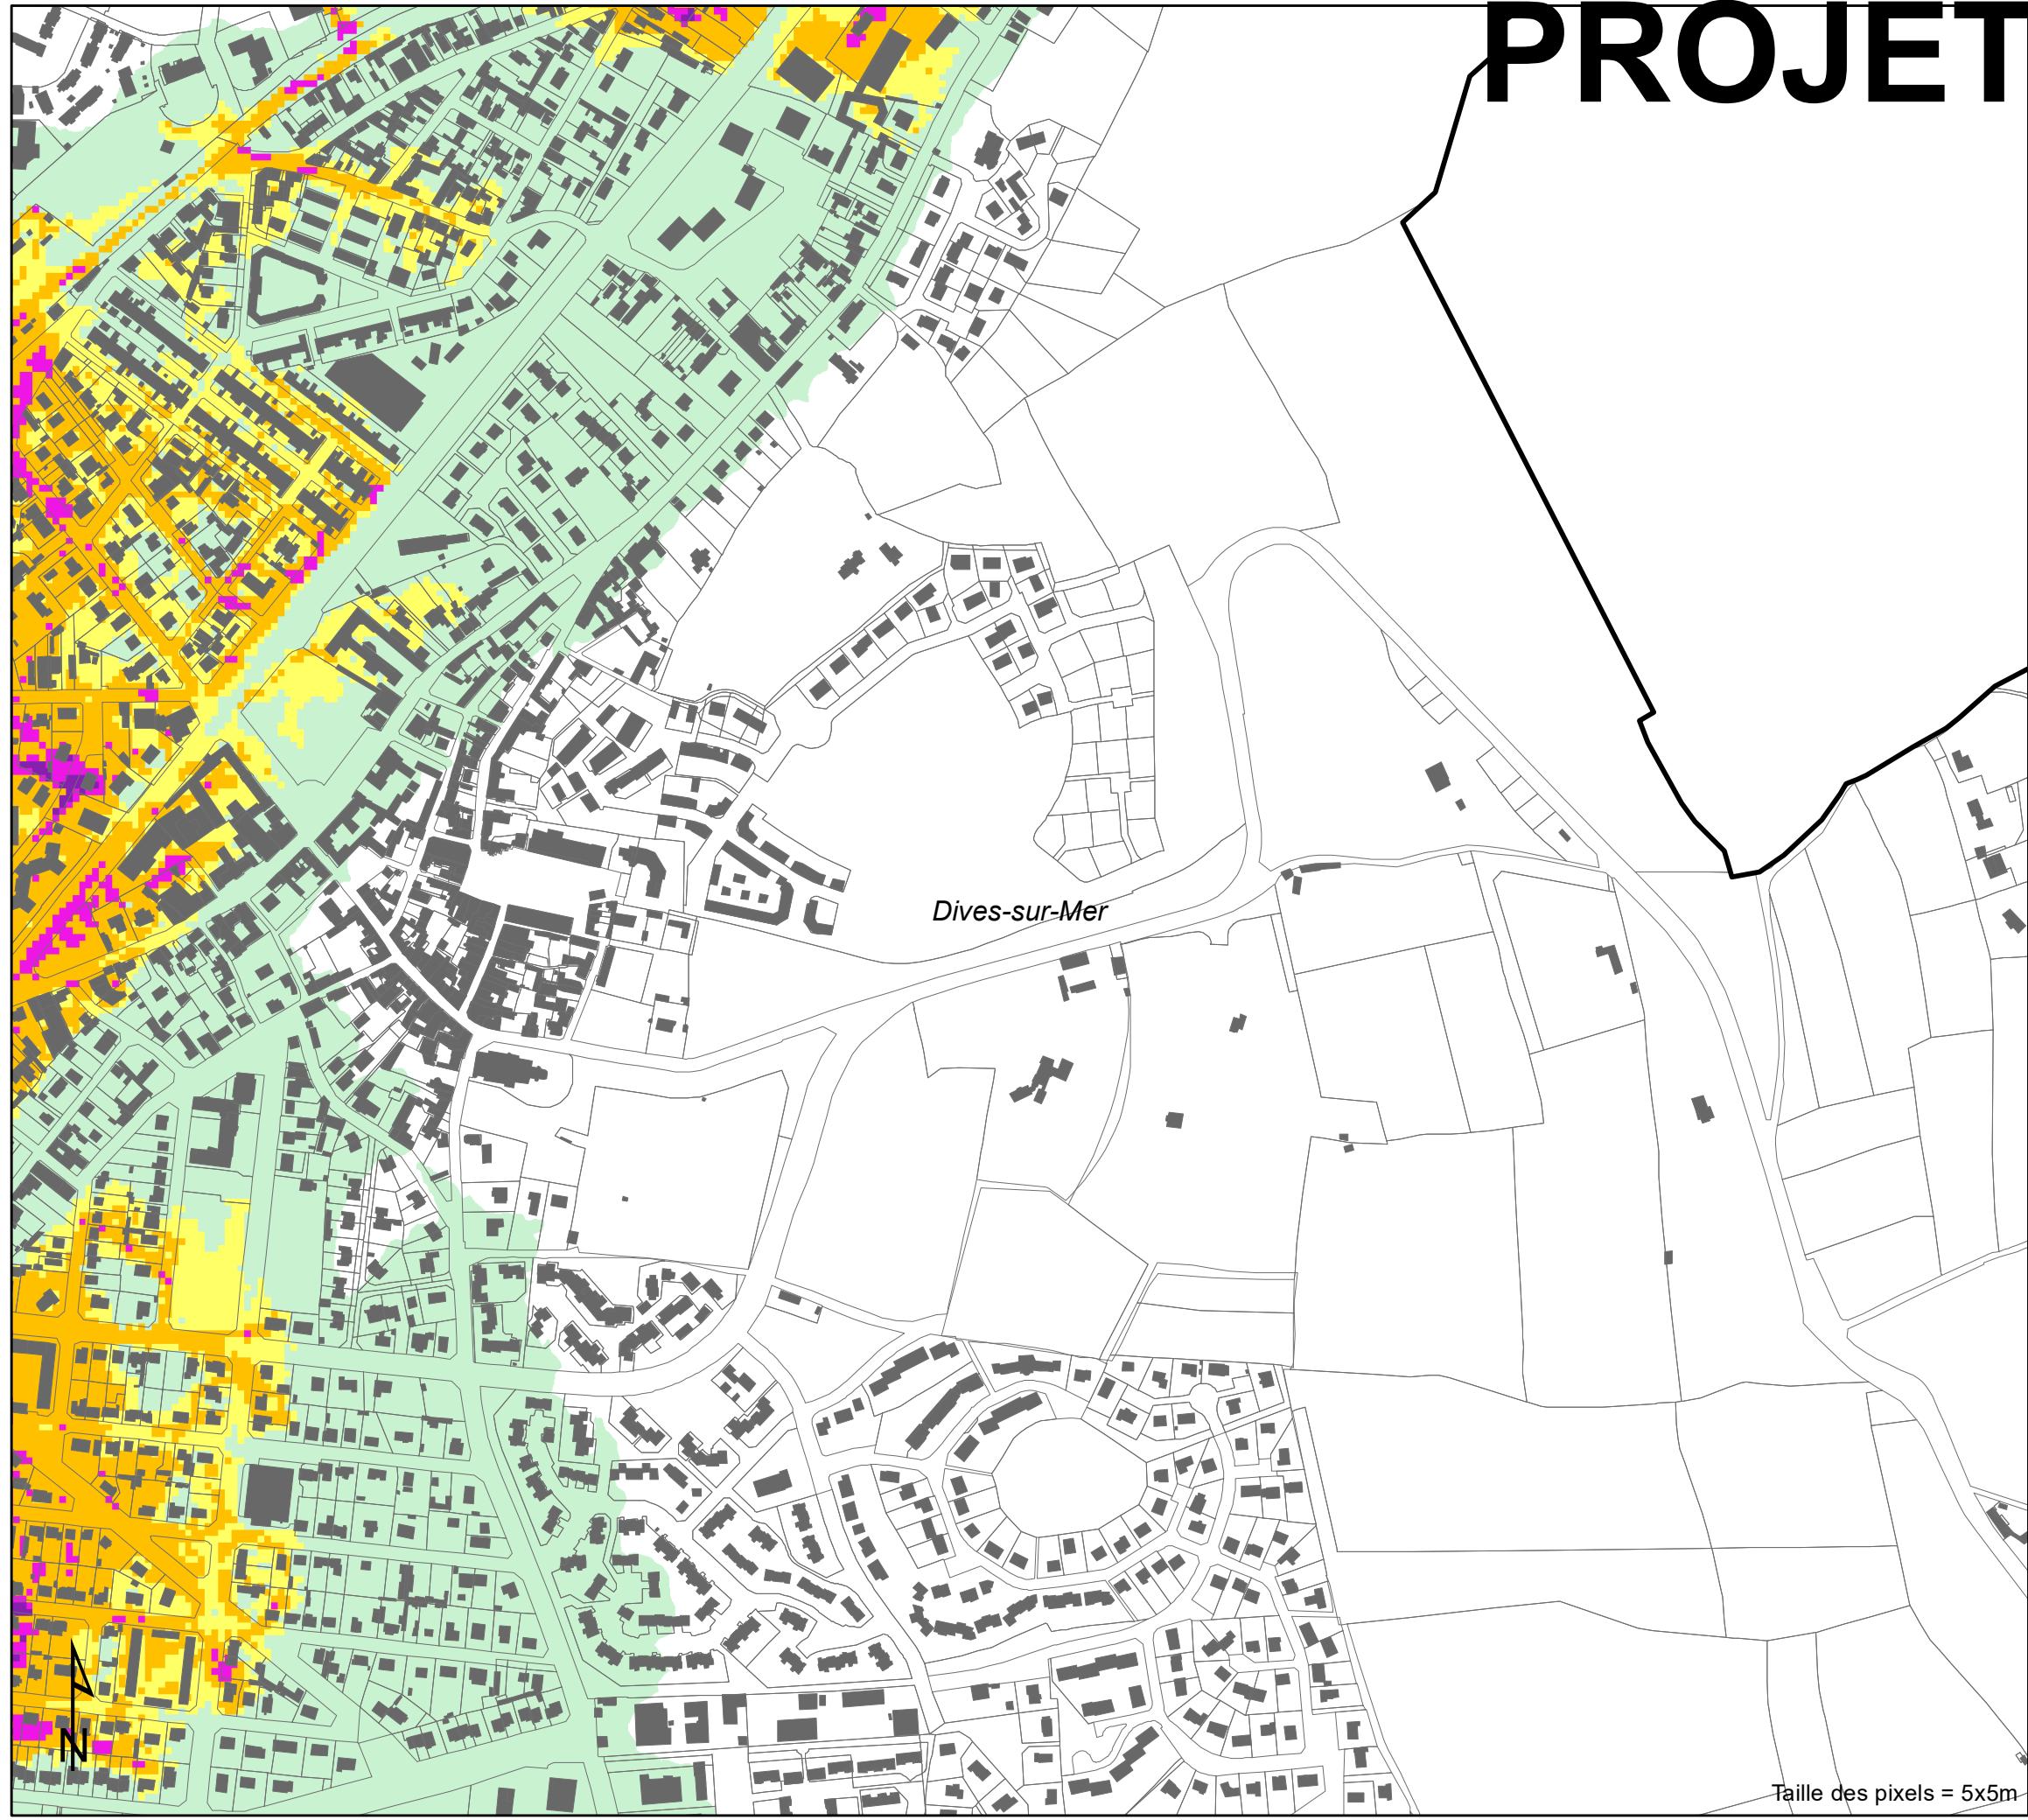 PROJET
Dives-sur-Mer
N
Taille des pixels = 5x5m